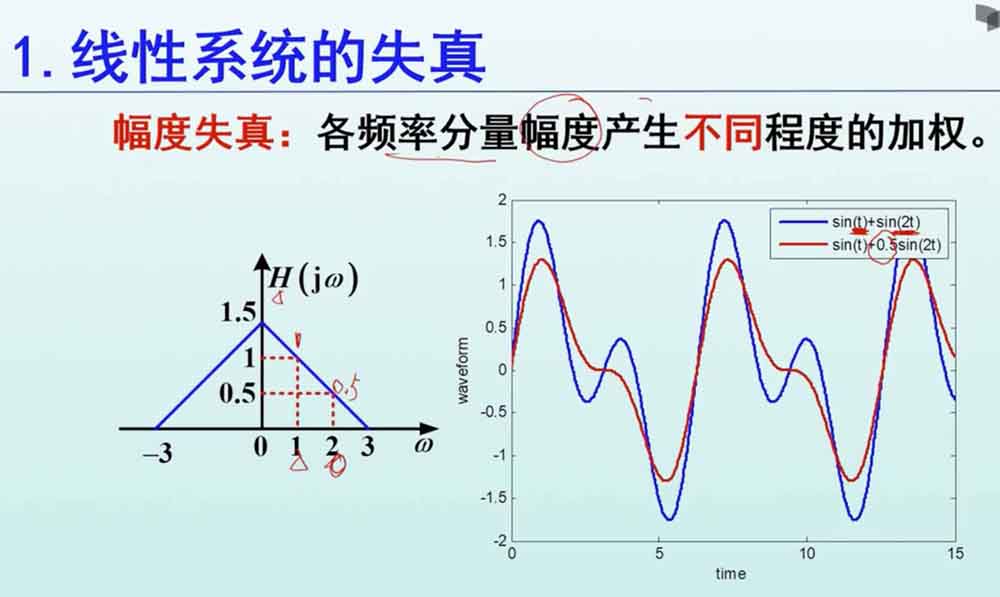 1.线性系统的失真
幅度失真：各频率分量幅度产生不同程度的加权。
H(jω)
1.5
1
0.5
0.5
-3
0 1 2 3 ω
2
1.5
1
0.5
0
-0.5
-1
-1.5
-2
waveform
sin(t)+sin(2t)
sin(t)+0.5sin(2t)
0 5 10 15
time